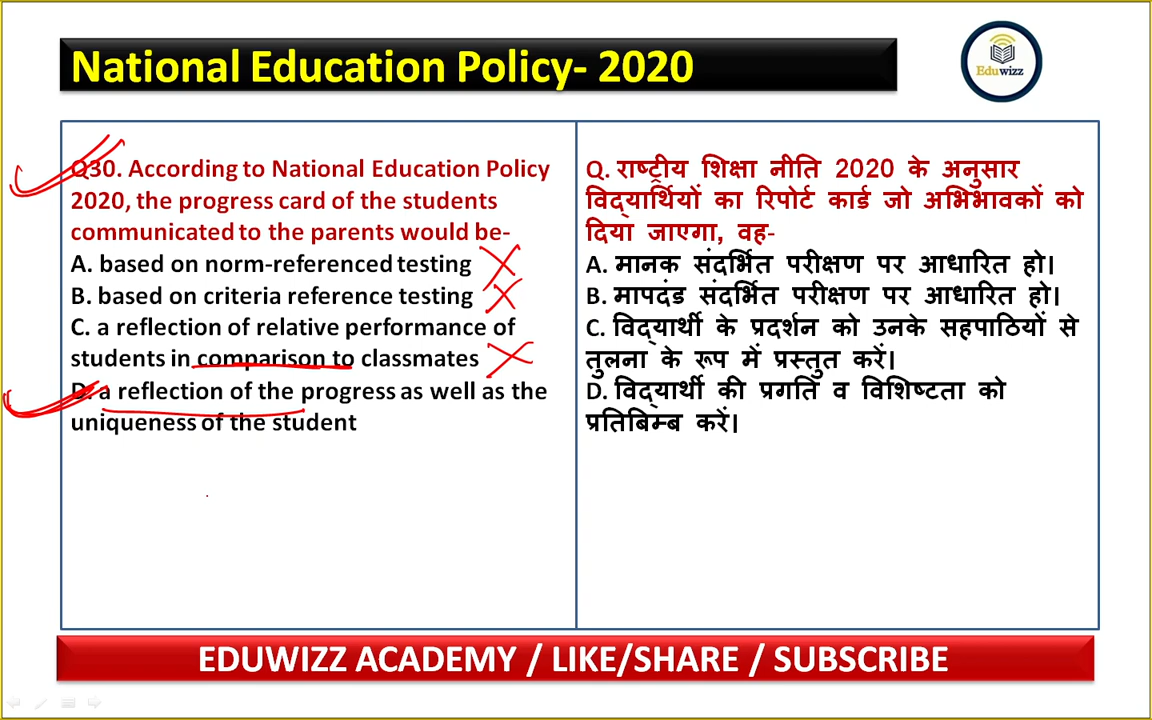 National Education Policy- 2020
Eduwizz
Q30. According to National Education Policy
2020, the progress card of the students
communicated to the parents would be-
A. based on norm-referenced testing
B. based on criteria reference testing
C. a reflection of relative performance of
students in comparison to classmates
D. a reflection of the progress as well as the
uniqueness of the student
Q. राष्ट्रीय शिक्षा नीति 2020 के अनुसार
विद्यार्थियों का रिपोर्ट कार्ड जो अभिभावकों को
दिया जाएगा, वह-
A. मानक संदर्भित परीक्षण पर आधारित हो।
B. मापदंड संदर्भित परीक्षण पर आधारित हो।
C. विद्यार्थी के प्रदर्शन को उनके सहपाठियों से
तुलना के रूप में प्रस्तुत करें।
D. विद्यार्थी की प्रगति व विशिष्टता को
प्रतिबिम्ब करें।
EDUWIZZ ACADEMY / LIKE/SHARE / SUBSCRIBE